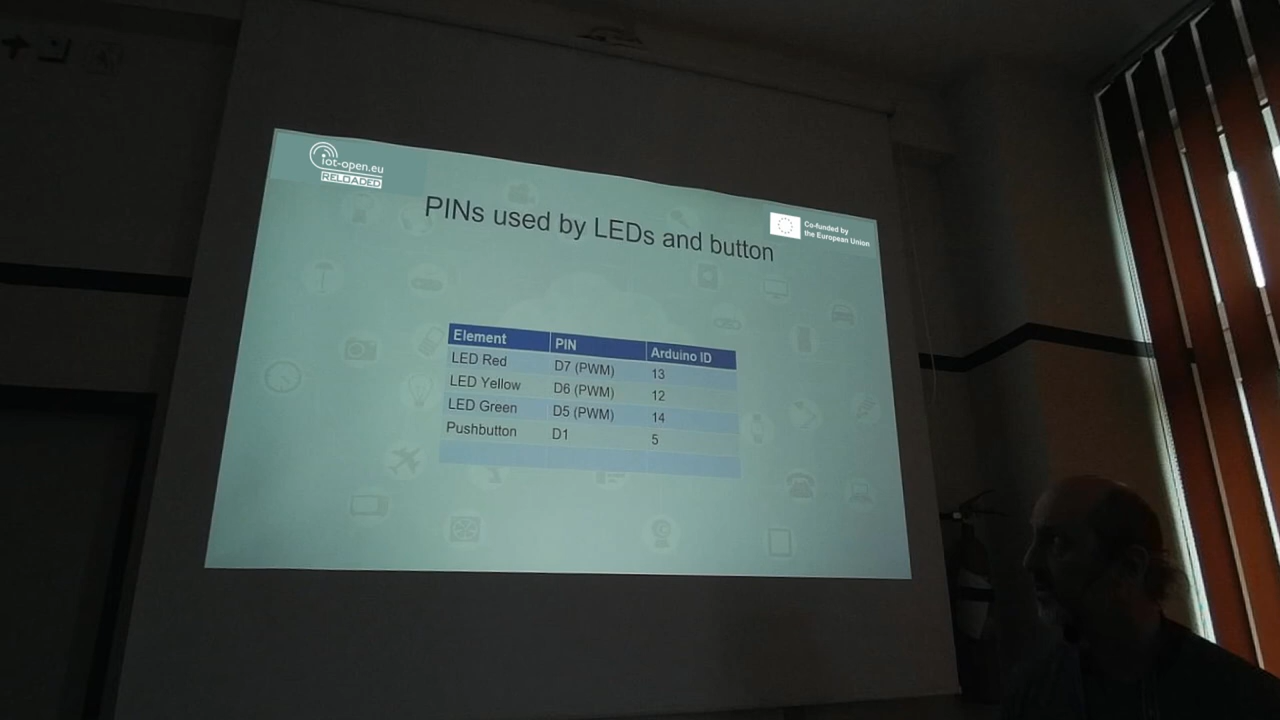 iot-open.eu
RELOADED
PINs used by LEDs and button
Co-funded by
the European Union
Element PIN Arduino ID
LED Red D7 (PWM) 13
LED Yellow D6 (PWM) 12
LED Green D5 (PWM) 14
Pushbutton D1 5